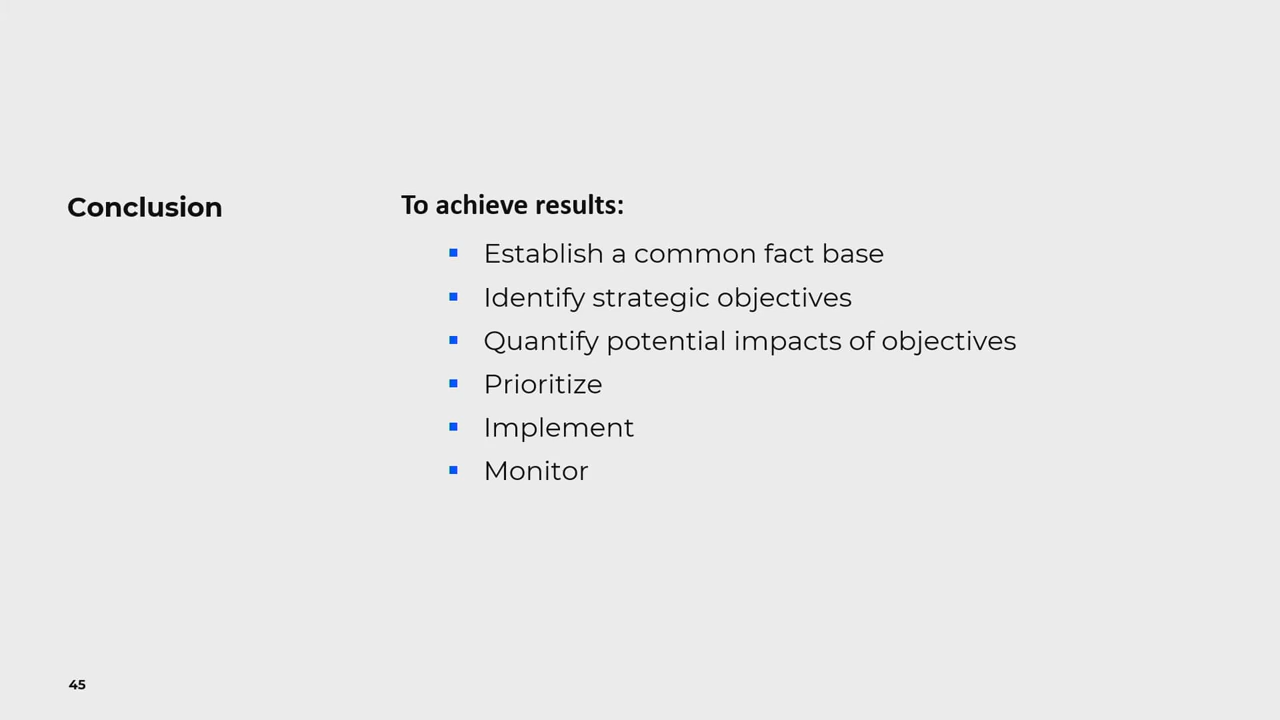 Conclusion
To achieve results:
Establish a common fact base
Identify strategic objectives
Quantify potential impacts of objectives
Prioritize
Implement
Monitor
45